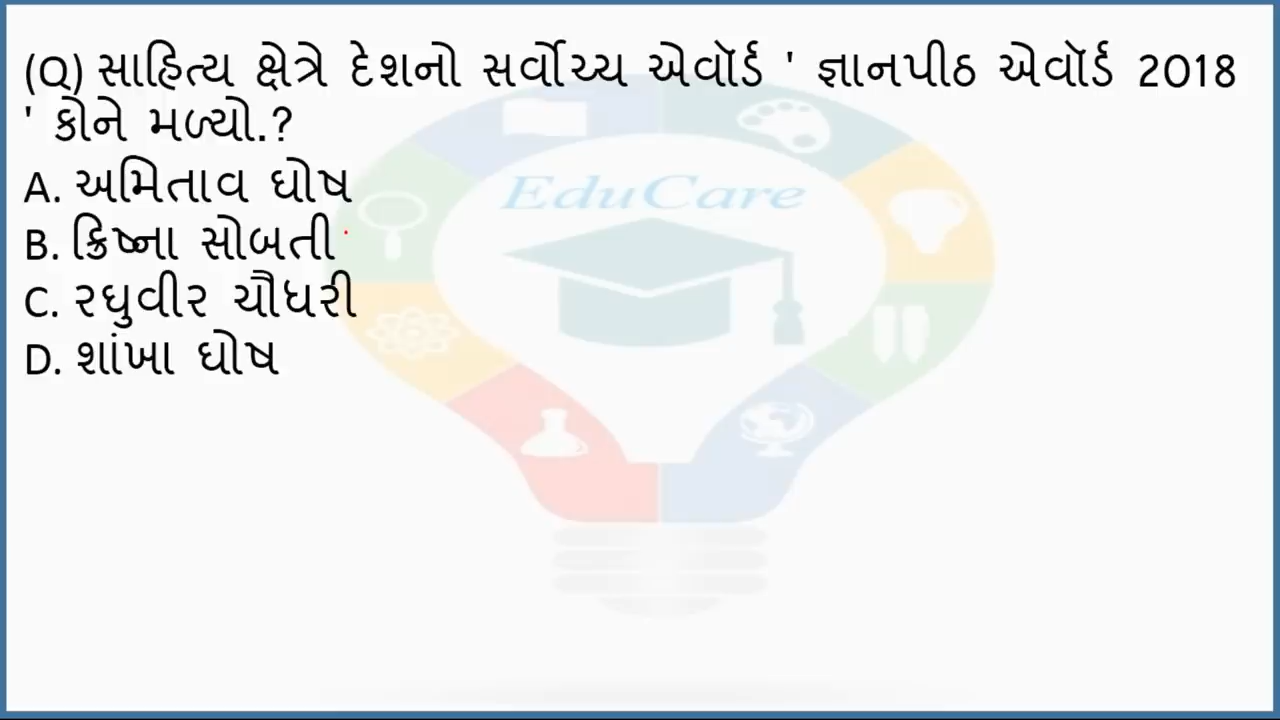 (Q) સાહિત્ય ક્ષેત્રે દેશનો સર્વોચ્ચ એવૉર્ડ ' જ્ઞાનપીઠ એવૉર્ડ 2018
' કોને મળ્યો.?
A. અમિતાવ ઘોષ
B. ક્રિષ્ના સોબતી
C. રઘુવીર ચૌધરી
D. શાંખા ઘોષ
EduCare